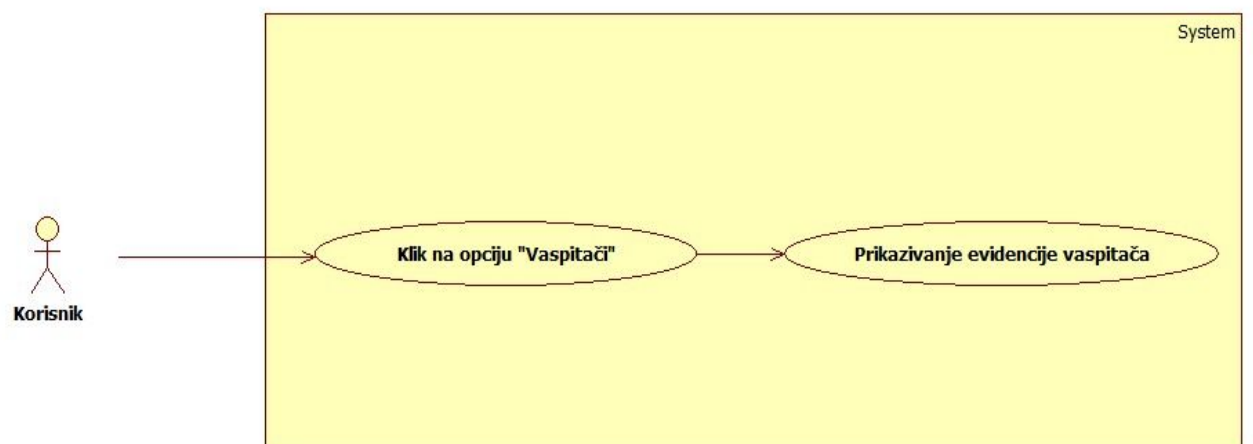 System
Klik na opciju "Vaspitači"
Prikazivanje evidencije vaspitača
Korisnik